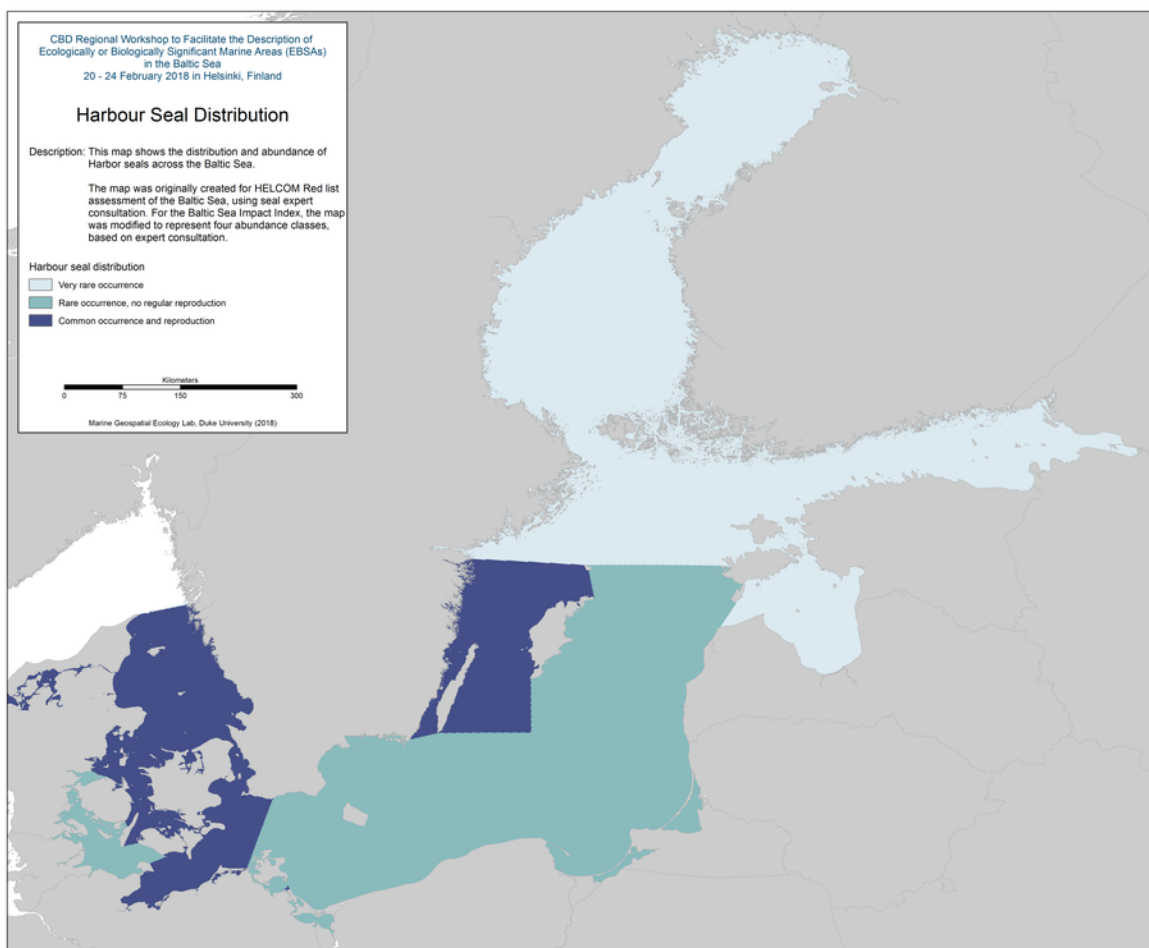 CBD Regional Workshop to Facilitate the Description of
Ecologically or Biologically Significant Marine Areas (EBSAs)
in the Baltic Sea
20 - 24 February 2018 in Helsinki, Finland
Harbour Seal Distribution
Description: This map shows the distribution and abundance of
Harbor seals across the Baltic Sea.
The map was originally created for HELCOM Red list
assessment of the Baltic Sea, using seal expert
consultation. For the Baltic Sea Impact Index, the map
was modified to represent four abundance classes,
based on expert consultation.
Harbour seal distribution
Very rare occurrence
Rare occurrence, no regular reproduction
Common occurrence and reproduction
Kilometers
0 75 150 300
Marine Geospatial Ecology Lab, Duke University (2018)